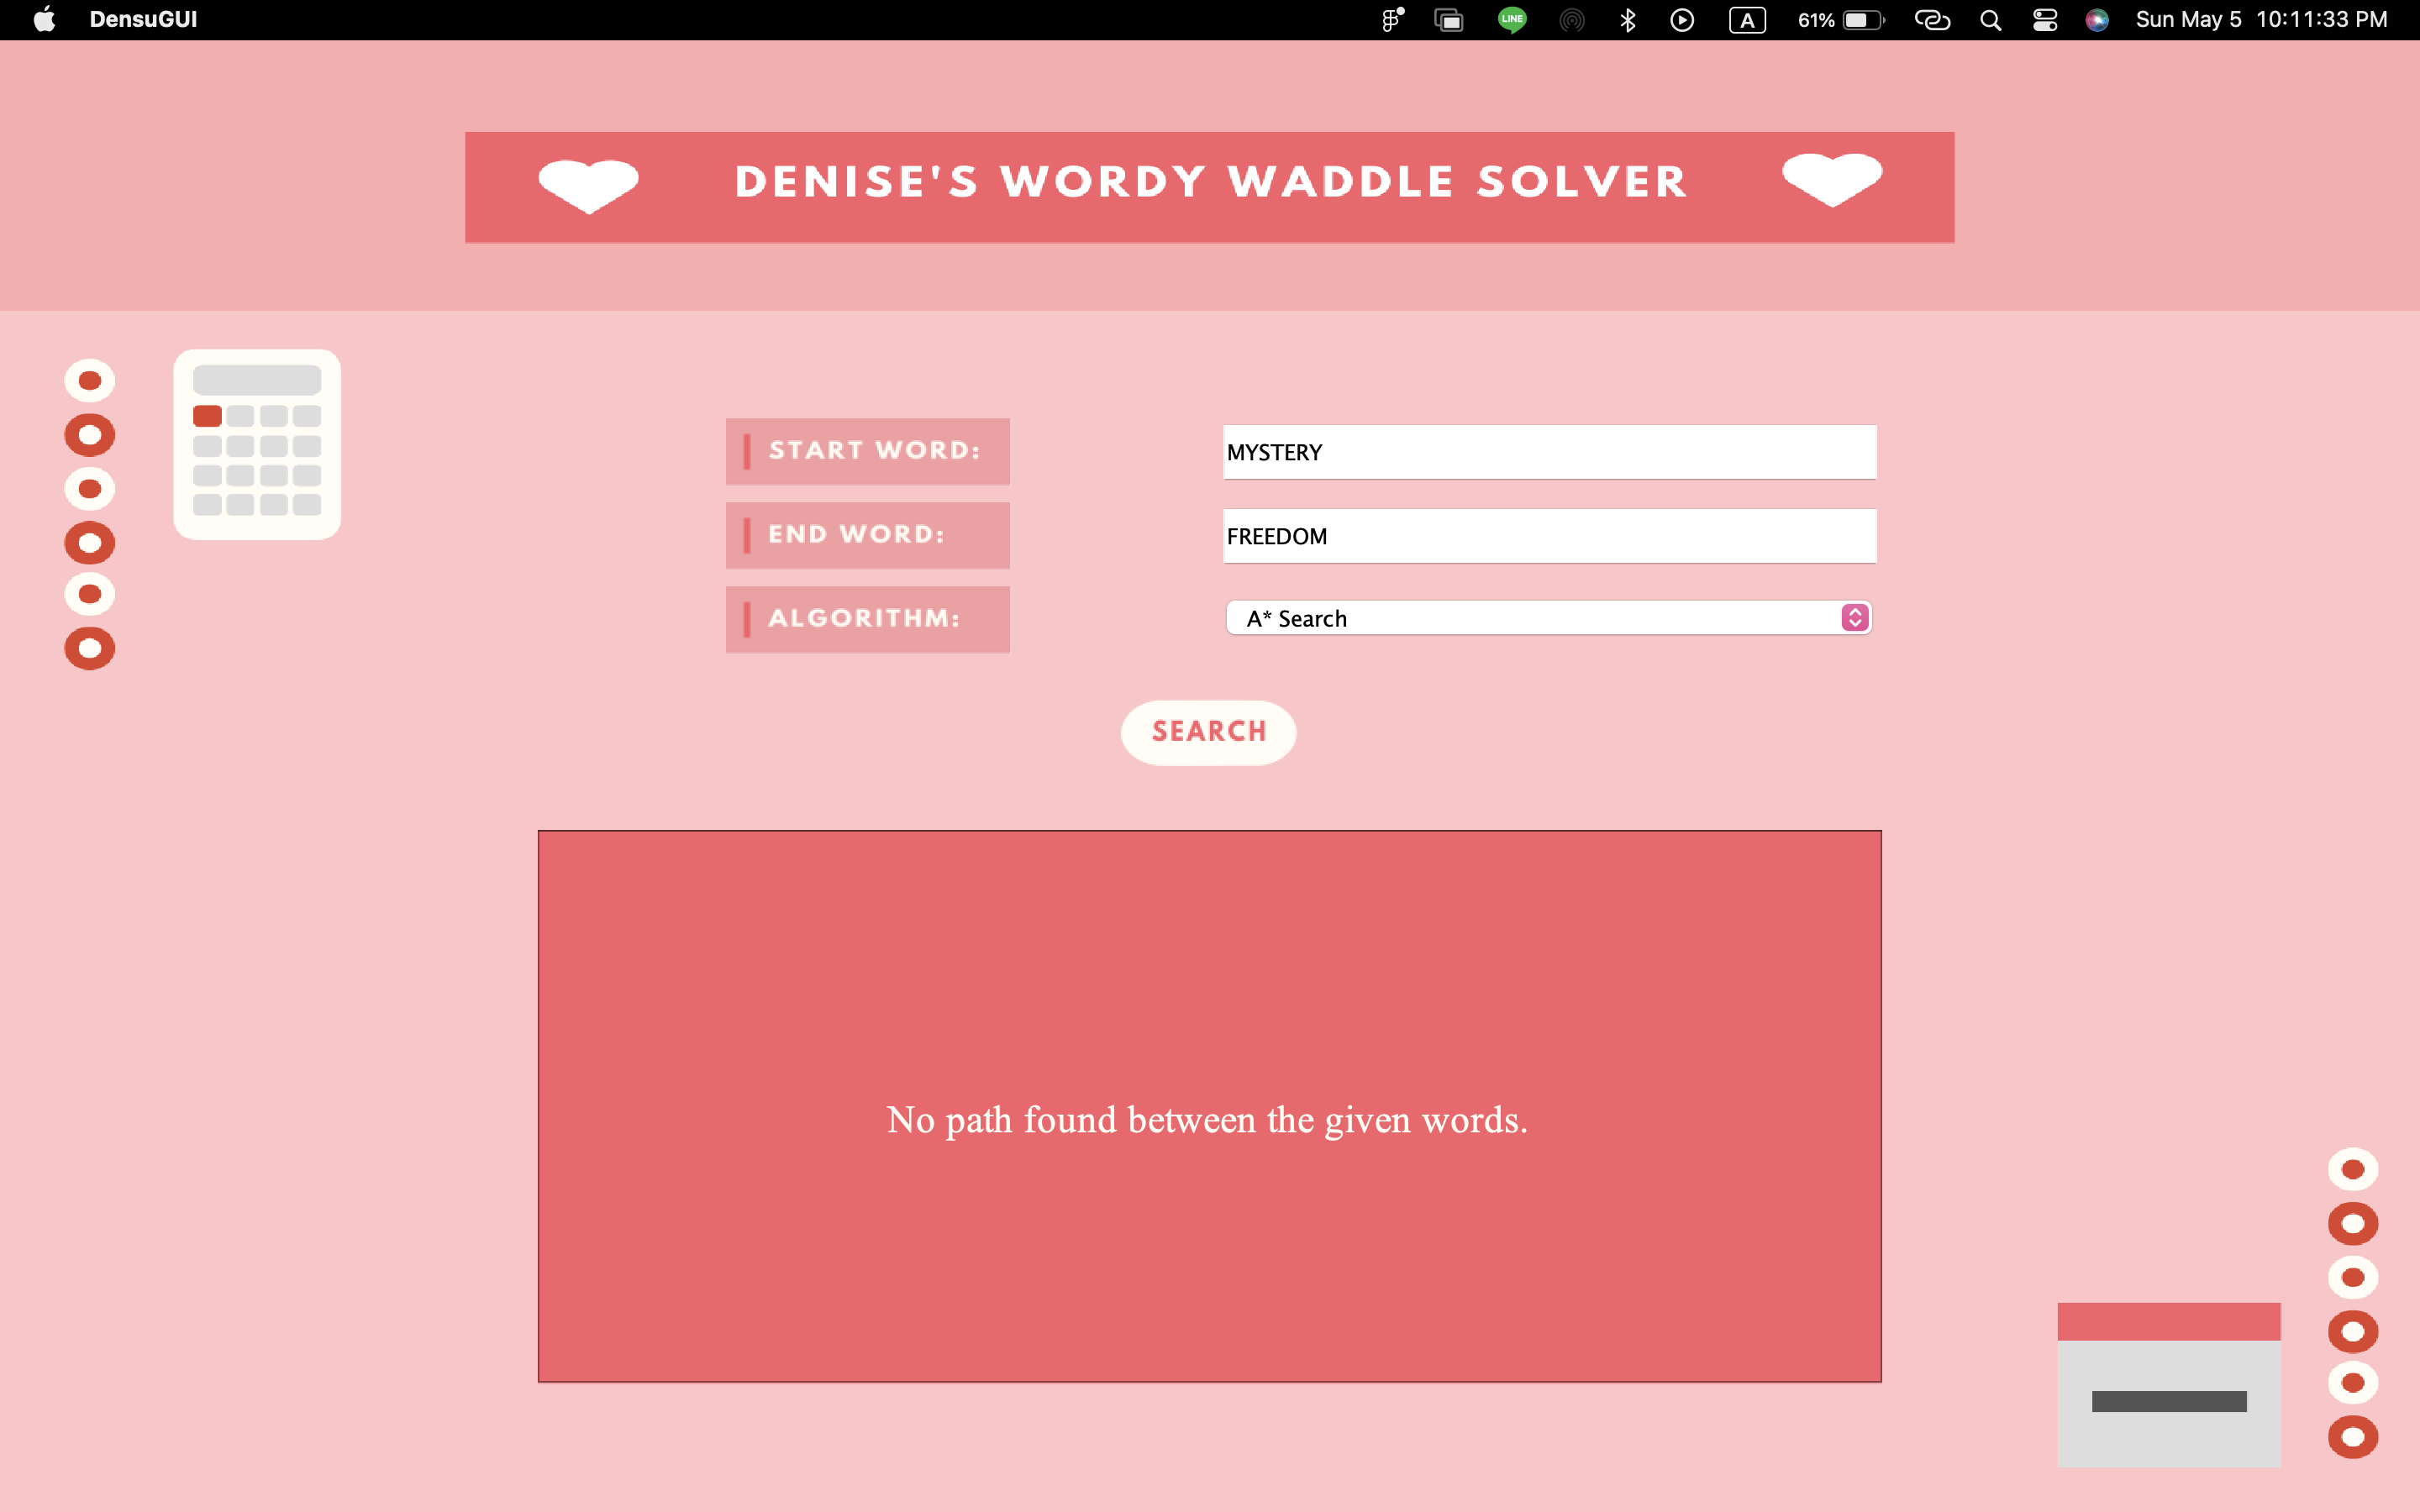 DensuGUI
LINE
A
61%
Sun May 5 10:11:33 PM
DENISE'S WORDY WADDLE SOLVER
START WORD:
MYSTERY
END WORD:
FREEDOM
ALGORITHM:
A* Search
SEARCH
No path found between the given words.